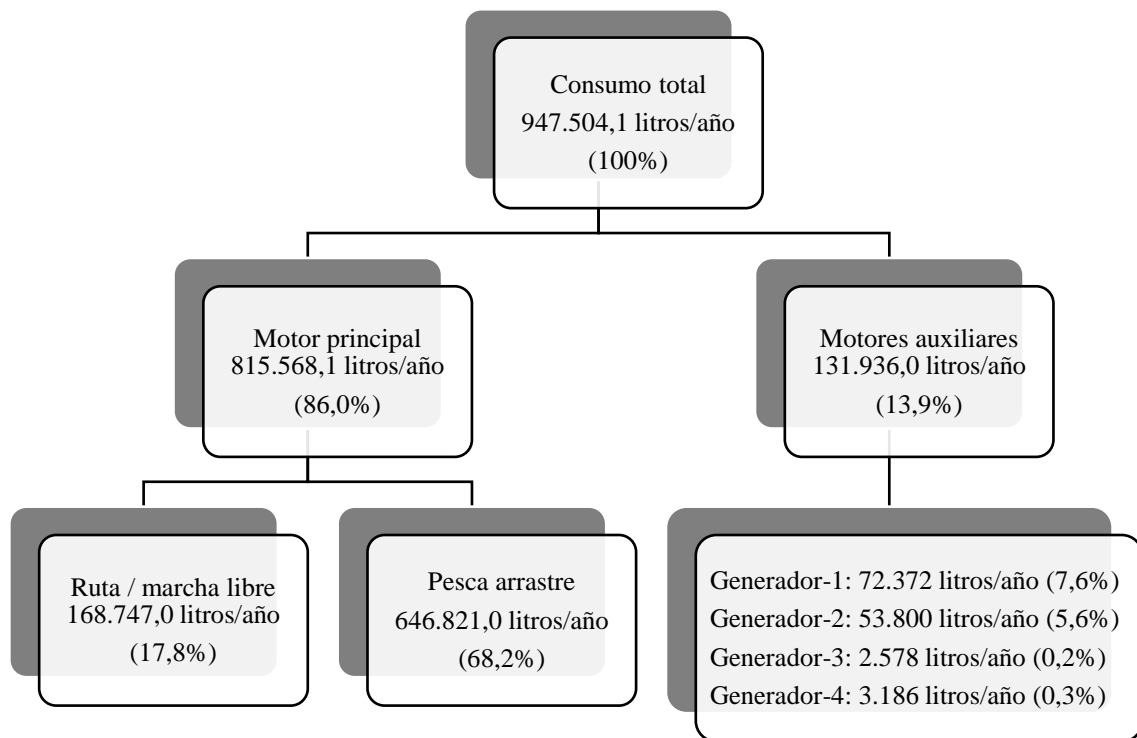 Consumo total
947.504,1 litros/año
(100%)
Motor principal
815.568,1 litros/año
(86,0%)
Motores auxiliares
131.936,0 litros/año
(13,9%)
Ruta / marcha libre
168.747,0 litros/año
(17,8%)
Pesca arrastre
646.821,0 litros/año
(68,2%)
Generador-1: 72.372 litros/año (7,6%)
Generador-2: 53.800 litros/año (5,6%)
Generador-3: 2.578 litros/año (0,2%)
Generador-4: 3.186 litros/año (0,3%)